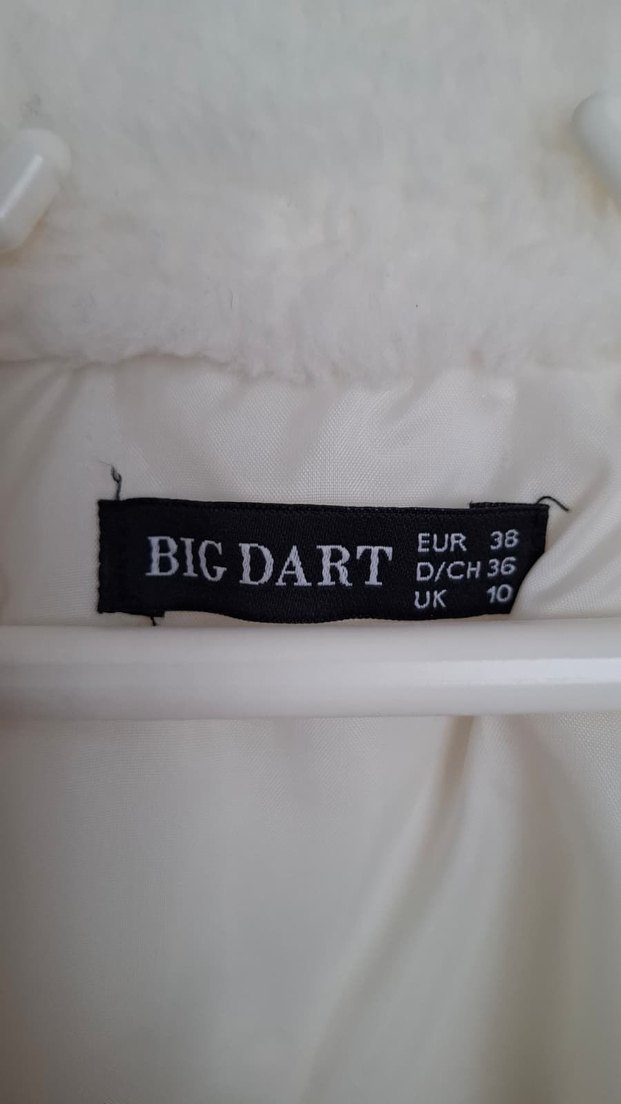 BIG DART
EUR 38
D/CH 36
UK 10